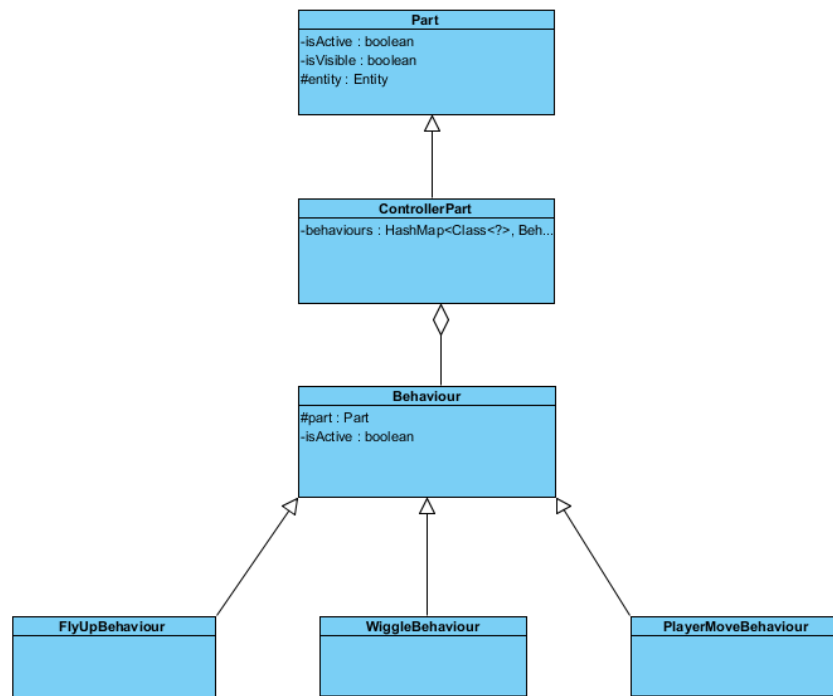 Part
-isActive : boolean
-isVisible : boolean
#entity : Entity
ControllerPart
-behaviours : HashMap<Class<?>, Beh...
Behaviour
#part : Part
-isActive : boolean
FlyUpBehaviour
WiggleBehaviour
PlayerMoveBehaviour